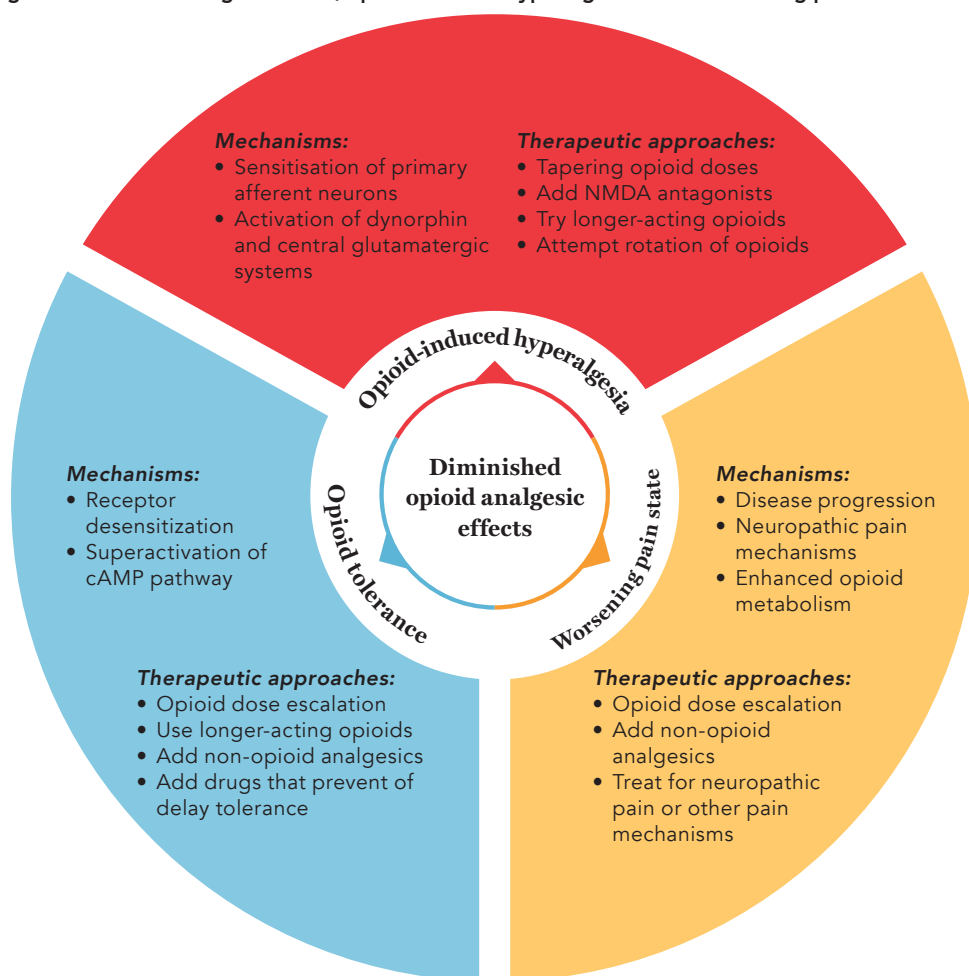 Mechanisms:
• Sensitisation of primary
afferent neurons
• Activation of dynorphin
and central glutamatergic
systems
Therapeutic approaches:
• Tapering opioid doses
• Add NMDA antagonists
• Try longer-acting opioids
• Attempt rotation of opioids
Opioid-induced hyperalgesia
Diminished
opioid analgesic
effects
Opioid tolerance
Worsening pain state
Mechanisms:
• Receptor
desensitization
• Superactivation of
cAMP pathway
Therapeutic approaches:
• Opioid dose escalation
• Use longer-acting opioids
• Add non-opioid analgesics
• Add drugs that prevent of
delay tolerance
Mechanisms:
• Disease progression
• Neuropathic pain
mechanisms
• Enhanced opioid
metabolism
Therapeutic approaches:
• Opioid dose escalation
• Add non-opioid
analgesics
• Treat for neuropathic
pain or other pain
mechanisms